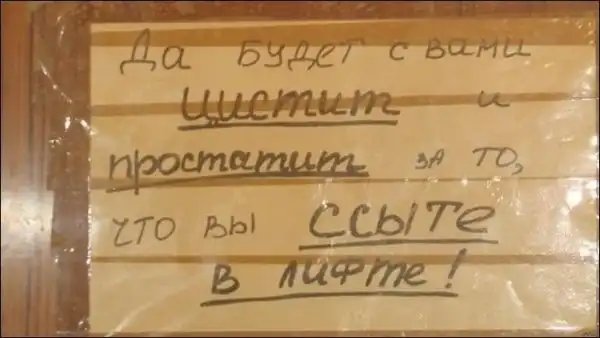 Да будет с вами
цистит и
простатит за то,
что вы ссыте
в лифте!